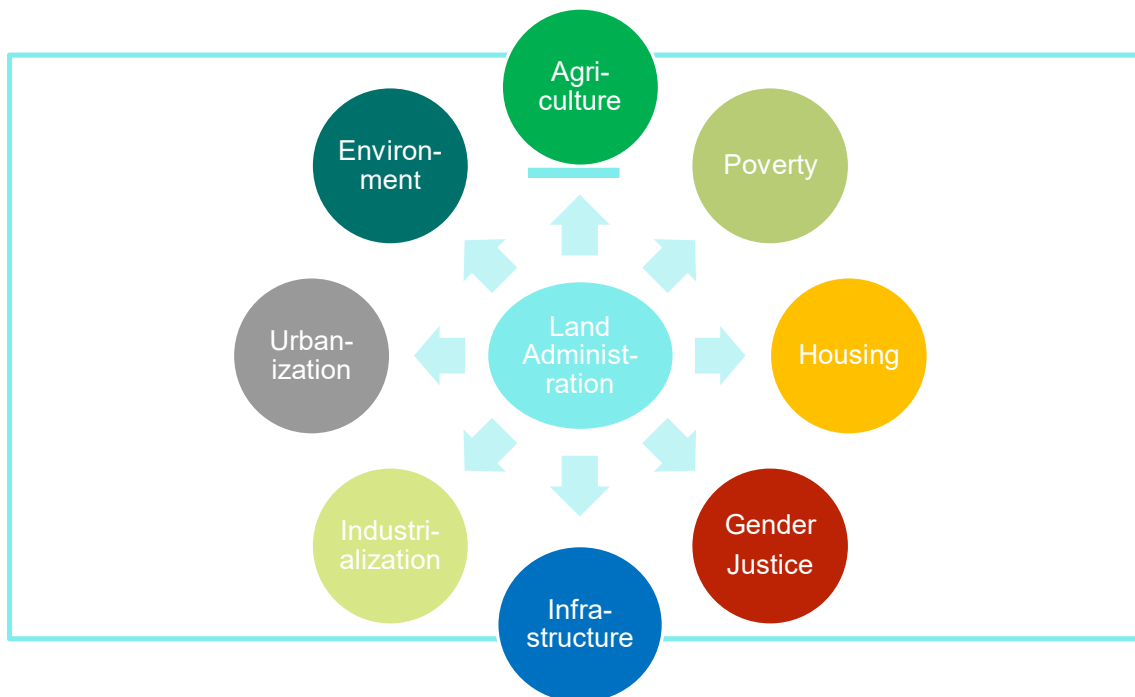 Agri-
culture
Environ-
ment
Poverty
Urban-
ization
Land
Administ-
ration
Housing
Industri-
alization
Gender
Justice
Infra-
structure